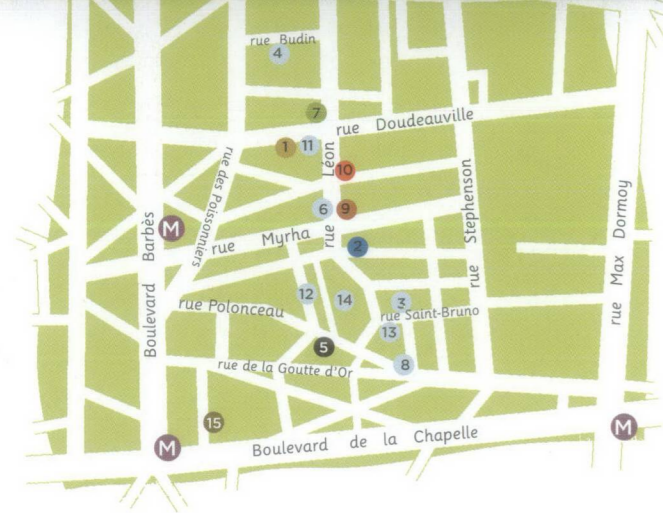 rue Budin
4
7
rue Doudeauville
1
11
rue Léon
10
rue des Poissonniers
6
9
M
rue Myrha
2
Boulevard Barbès
rue Stephenson
rue Max Dormoy
12
14
3
rue Polonceau
rue Saint-Bruno
13
5
rue de la Goutte d'Or
8
15
M
Boulevard de la Chapelle
M